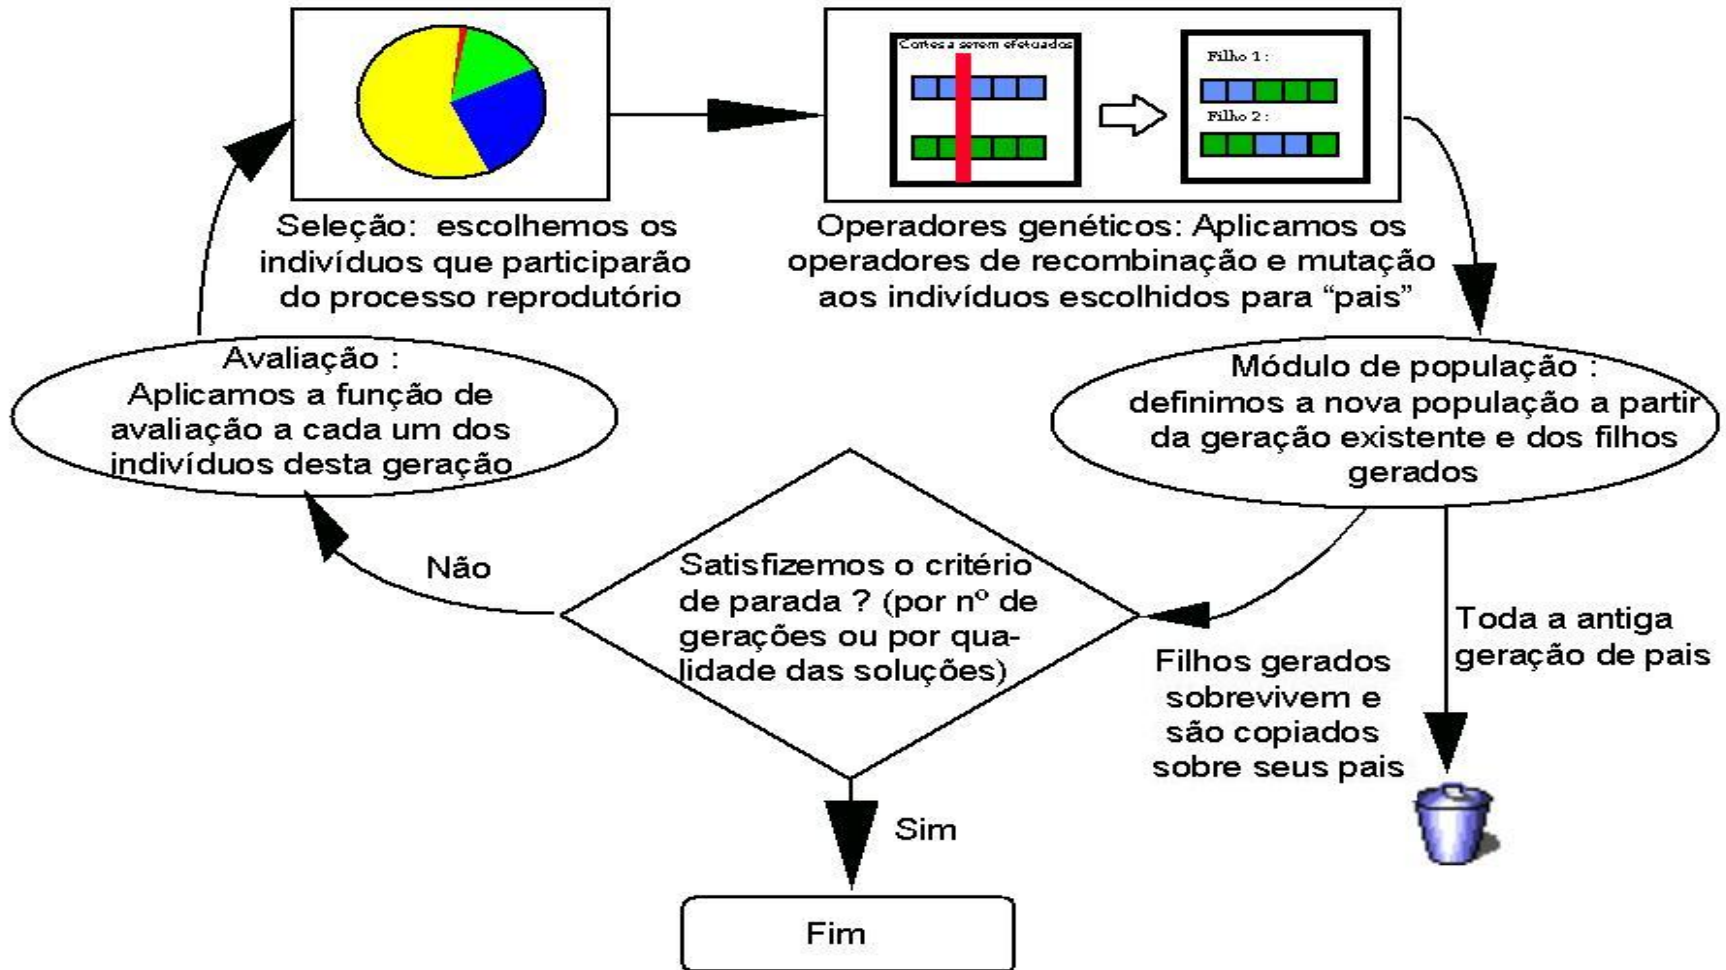 Cortes a serem efetuados
Filho 1 :
Filho 2 :
Seleção: escolhemos os
indivíduos que participarão
do processo reprodutório
Operadores genéticos: Aplicamos os
operadores de recombinação e mutação
aos indivíduos escolhidos para “pais”
Avaliação :
Aplicamos a função de
avaliação a cada um dos
indivíduos desta geração
Módulo de população :
definimos a nova população a partir
da geração existente e dos filhos
gerados
Não
Satisfizemos o critério
de parada ? (por nº de
gerações ou por qua-
lidade das soluções)
Filhos gerados
sobrevivem e
são copiados
sobre seus pais
Toda a antiga
geração de pais
Sim
Fim